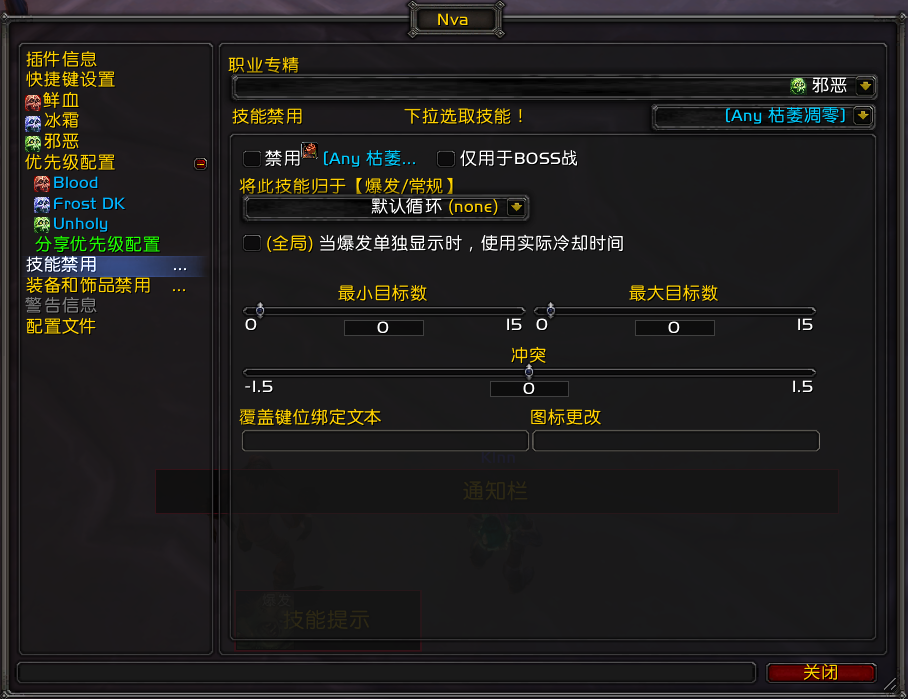 Nva
插件信息
快捷键设置
鲜血
冰霜
邪恶
优先级配置
Blood
Frost DK
Unholy
分享优先级配置
技能禁用 ...
装备和饰品禁用 ...
警告信息
配置文件
职业专精
邪恶
技能禁用 下拉选取技能！ [Any 枯萎凋零]
禁用 [Any 枯萎... 仅用于BOSS战
将此技能归于【爆发/常规】
默认循环 (none)
(全局) 当爆发单独显示时，使用实际冷却时间
最小目标数 最大目标数
0 0 15 0 0 15
冲突
-1.5 0 1.5
覆盖键位绑定文本 图标更改
通知栏
爆发
技能提示
关闭